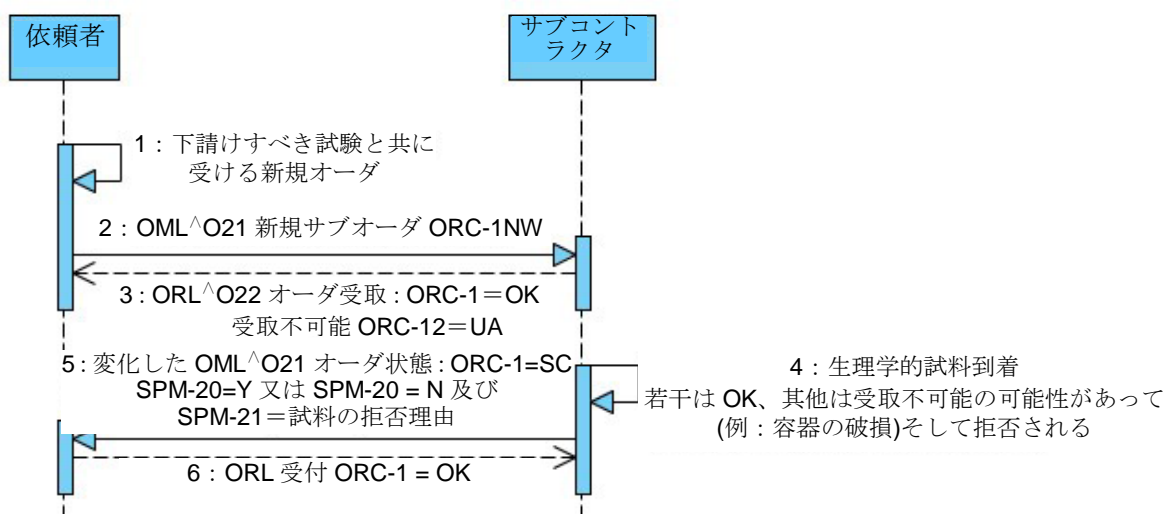 依頼者
サブコント
ラクタ
1：下請けすべき試験と共に
受ける新規オーダ
2：OML^O21 新規サブオーダ ORC-1NW
3：ORL^O22 オーダ受取：ORC-1＝OK
受取不可能 ORC-12＝UA
5：変化した OML^O21 オーダ状態：ORC-1=SC
SPM-20=Y 又は SPM-20 = N 及び
SPM-21＝試料の拒否理由
4：生理学的試料到着
若干は OK、其他は受取不可能の可能性があって
(例：容器の破損)そして拒否される
6：ORL 受付 ORC-1 = OK